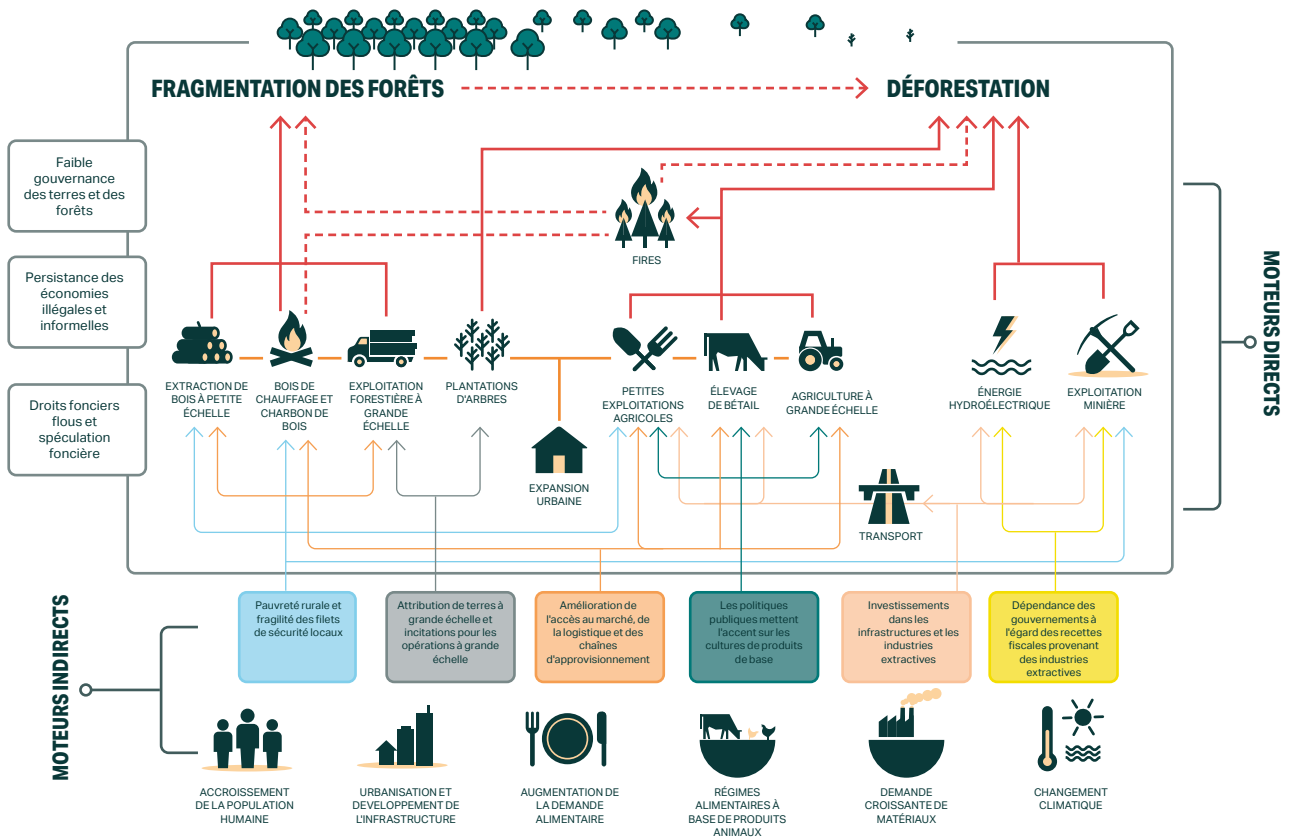 FRAGMENTATION DES FORÊTS
DÉFORESTATION
Faible
gouvernance
des terres et des
forêts
Persistance des
économies
illégales et
informelles
Droits fonciers
flous et
spéculation
foncière
FIRES
EXTRACTION DE
BOIS À PETITE
ÉCHELLE
BOIS DE
CHAUFFAGE ET
CHARBON DE
BOIS
EXPLOITATION
FORESTIÈRE À
GRANDE
ÉCHELLE
PLANTATIONS
D'ARBRES
EXPANSION
URBAINE
PETITES
EXPLOITATIONS
AGRICOLES
ÉLEVAGE
DE BÉTAIL
AGRICULTURE À
GRANDE ÉCHELLE
TRANSPORT
ÉNERGIE
HYDROÉLECTRIQUE
EXPLOITATION
MINIÈRE
MOTEURS DIRECTS
MOTEURS INDIRECTS
Pauvreté rurale et
fragilité des filets
de sécurité locaux
Attribution de terres à
grande échelle et
incitations pour les
opérations à grande
échelle
Amélioration de
l'accès au marché, de
la logistique et des
chaînes
d'approvisionnement
Les politiques
publiques mettent
l'accent sur les
cultures de produits
de base
Investissements
dans les
infrastructures et les
industries
extractives
Dépendance des
gouvernements à
l'égard des recettes
fiscales provenant
des industries
extractives
ACCROISSEMENT
DE LA POPULATION
HUMAINE
URBANISATION ET
DEVELOPPEMENT DE
L'INFRASTRUCTURE
AUGMENTATION DE
LA DEMANDE
ALIMENTAIRE
RÉGIMES
ALIMENTAIRES À
BASE DE PRODUITS
ANIMAUX
DEMANDE
CROISSANTE DE
MATÉRIAUX
CHANGEMENT
CLIMATIQUE